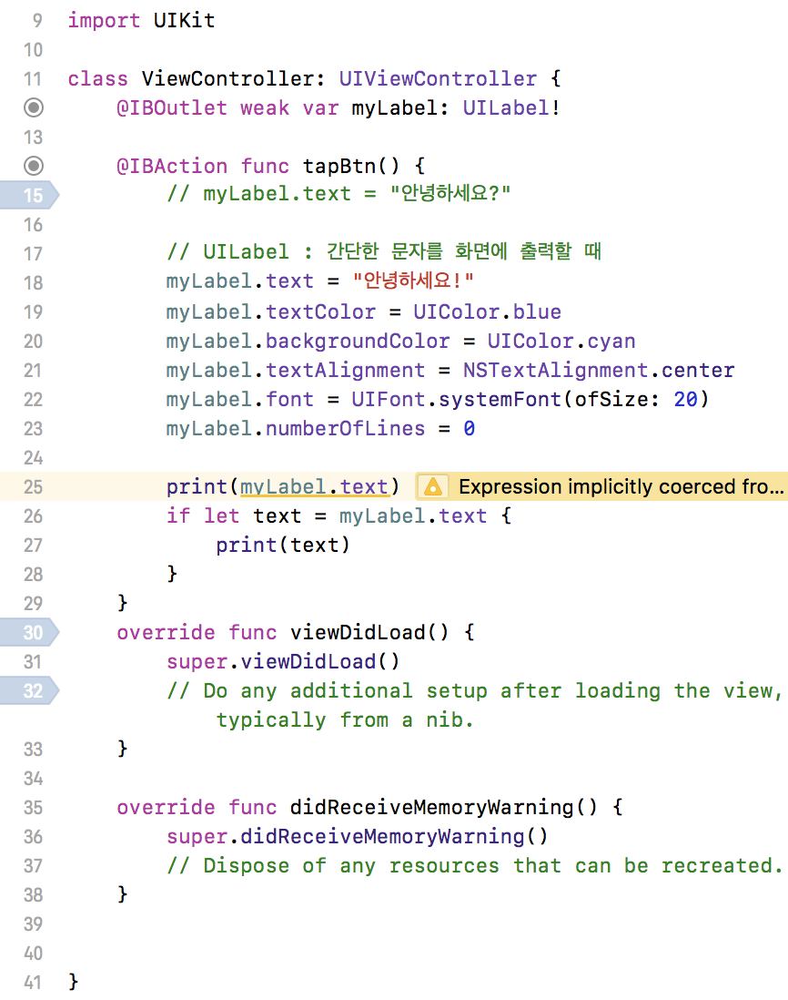 9 import UIKit
10
11 class ViewController: UIViewController {
@IBOutlet weak var myLabel: UILabel!
13
@IBAction func tapBtn() {
15 // myLabel.text = "안녕하세요?"
16
17 // UILabel : 간단한 문자를 화면에 출력할 때
18 myLabel.text = "안녕하세요!"
19 myLabel.textColor = UIColor.blue
20 myLabel.backgroundColor = UIColor.cyan
21 myLabel.textAlignment = NSTextAlignment.center
22 myLabel.font = UIFont.systemFont(ofSize: 20)
23 myLabel.numberOfLines = 0
24
25 print(myLabel.text) Expression implicitly coerced fro...
26 if let text = myLabel.text {
27 print(text)
28 }
29 }
30 override func viewDidLoad() {
31 super.viewDidLoad()
32 // Do any additional setup after loading the view,
typically from a nib.
33 }
34
35 override func didReceiveMemoryWarning() {
36 super.didReceiveMemoryWarning()
37 // Dispose of any resources that can be recreated.
38 }
39
40
41 }